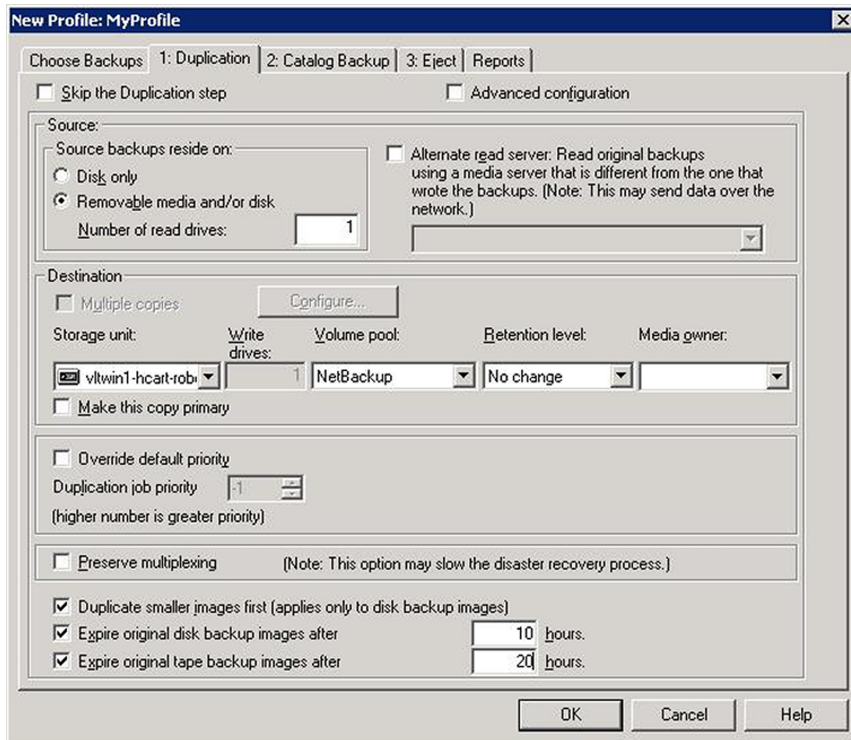 New Profile: MyProfile
Choose Backups 1: Duplication 2: Catalog Backup 3: Eject Reports
Skip the Duplication step Advanced configuration
Source:
Source backups reside on:
Disk only
Removable media and/or disk
Number of read drives: 1
Alternate read server: Read original backups
using a media server that is different from the one that
wrote the backups. (Note: This may send data over the
network.)
Destination
Multiple copies Configure...
Storage unit: Write drives: Volume pool: Retention level: Media owner:
vltwin1-hcart-rob 1 NetBackup No change
Make this copy primary
Override default priority
Duplication job priority -1
(higher number is greater priority)
Preserve multiplexing (Note: This option may slow the disaster recovery process.)
Duplicate smaller images first (applies only to disk backup images)
Expire original disk backup images after 10 hours.
Expire original tape backup images after 20 hours.
OK Cancel Help